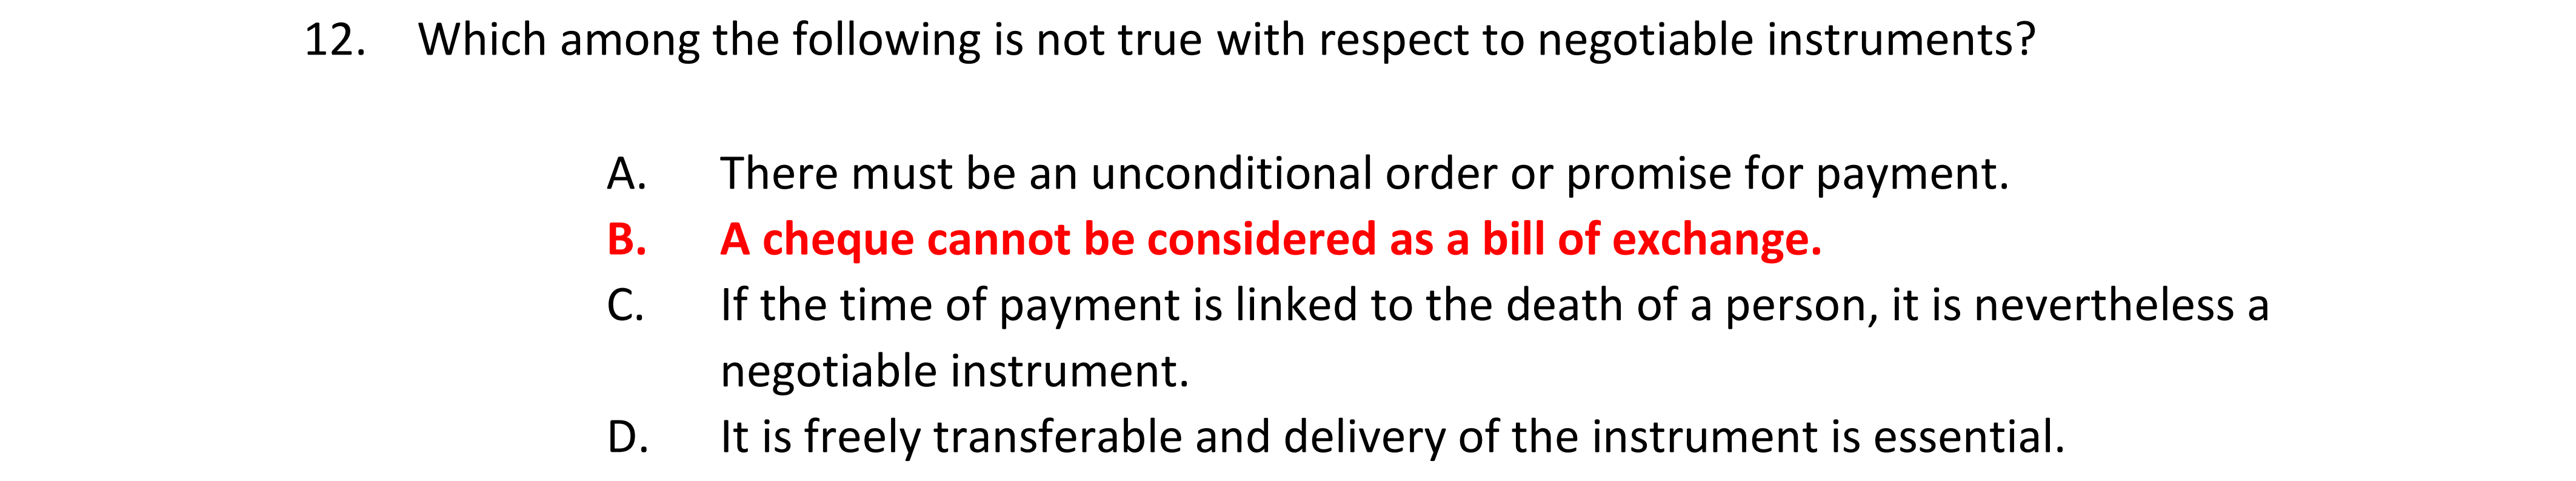 12. Which among the following is not true with respect to negotiable instruments?
A. There must be an unconditional order or promise for payment.
B. A cheque cannot be considered as a bill of exchange.
C. If the time of payment is linked to the death of a person, it is nevertheless a
negotiable instrument.
D. It is freely transferable and delivery of the instrument is essential.